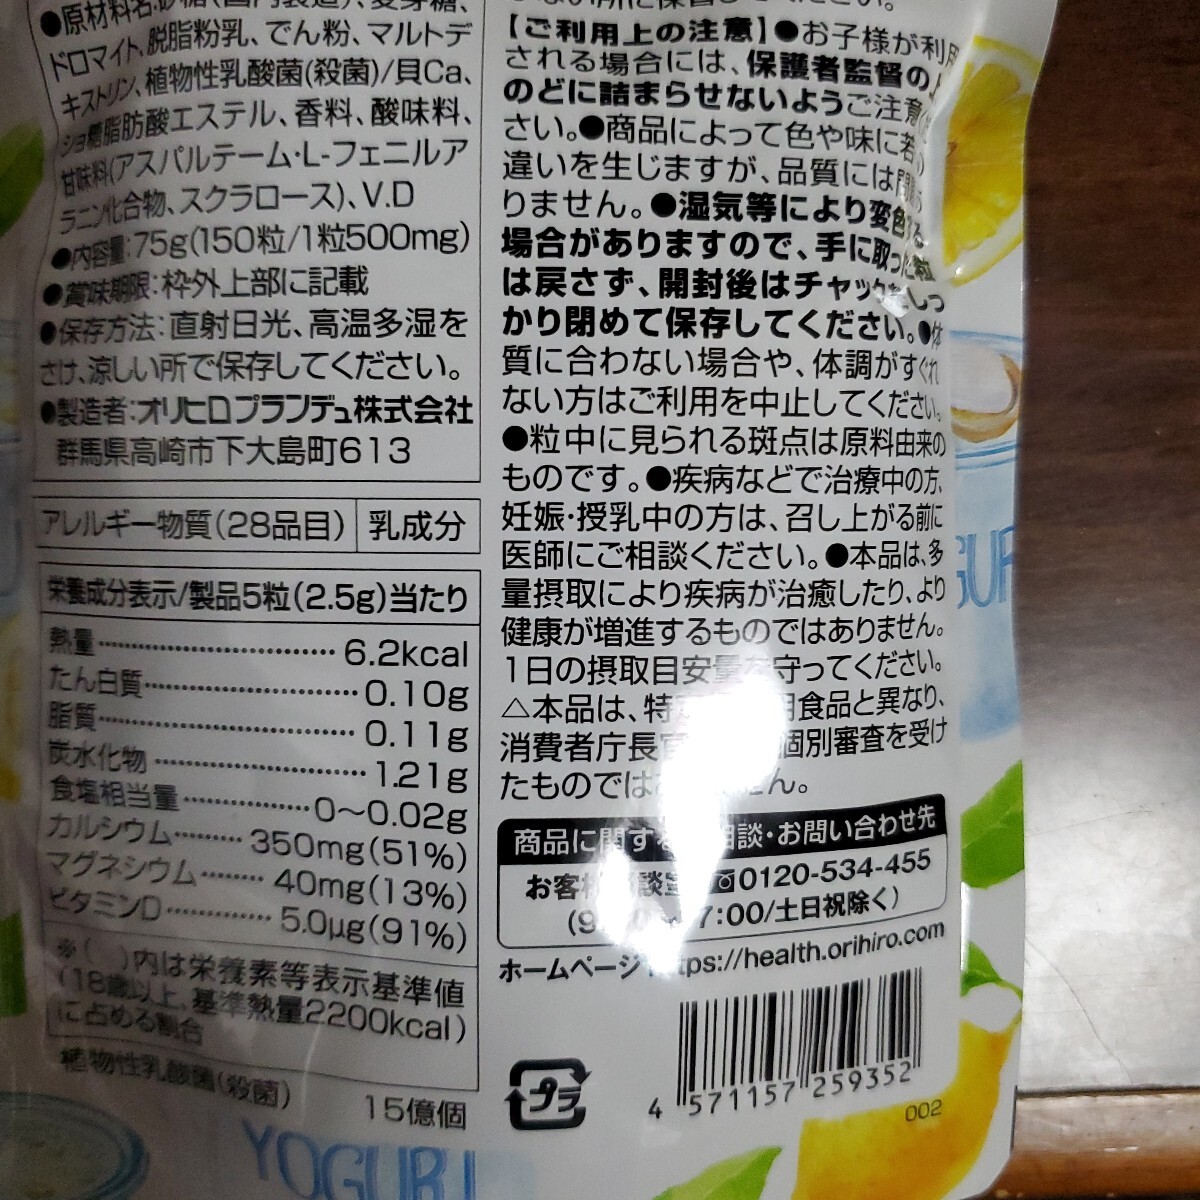 ●原材料名:砂糖(国内製造)、麦芽糖、
ドロマイト、脱脂粉乳、でん粉、マルトデ
キストリン、植物性乳酸菌(殺菌)/貝Ca、
ショ糖脂肪酸エステル、香料、酸味料、
甘味料(アスパルテーム・L-フェニルア
ラニン化合物、スクラロース)、V.D
●内容量:75g(150粒/1粒500mg)
●賞味期限:枠外上部に記載
●保存方法:直射日光、高温多湿を
さけ、涼しい所で保存してください。
●製造者:オリヒロプランデュ株式会社
群馬県高崎市下大島町613
アレルギー物質(28品目) 乳成分
栄養成分表示/製品5粒(2.5g)当たり
熱量 6.2kcal
たん白質 0.10g
脂質 0.11g
炭水化物 1.21g
食塩相当量 0〜0.02g
カルシウム 350mg(51%)
マグネシウム 40mg(13%)
ビタミンD 5.0μg(91%)
※( )内は栄養素等表示基準値
(18歳以上、基準熱量2200kcal)
に占める割合
植物性乳酸菌(殺菌) 15億個
YOGURT
【ご利用上の注意】●お子様が利用
される場合には、保護者監督の
のどに詰まらせないようご注意
さい。●商品によって色や味に若
違いを生じますが、品質には
りません。●湿気等により変色する
場合がありますので、手に取った
は戻さず、開封後はチャックをしっ
かり閉めて保存してください。●体
質に合わない場合や、体調がすぐれ
ない方はご利用を中止してください。
●粒中に見られる斑点は原料由来の
ものです。●疾病などで治療中の方、
妊娠・授乳中の方は、召し上がる前に
医師にご相談ください。●本品は、多
量摂取により疾病が治癒したり、より
健康が増進するものではありません。
1日の摂取目安量を守ってください。
△本品は、特 用食品と異なり、
消費者庁長官 個別審査を受け
たものでは ん。
商品に関する 相談・お問い合わせ先
お客様 談室 0120-534-455
(9 7:00/土日祝除く)
ホームページ https://health.orihiro.com
プラ
4 571157 259352
002
GUR